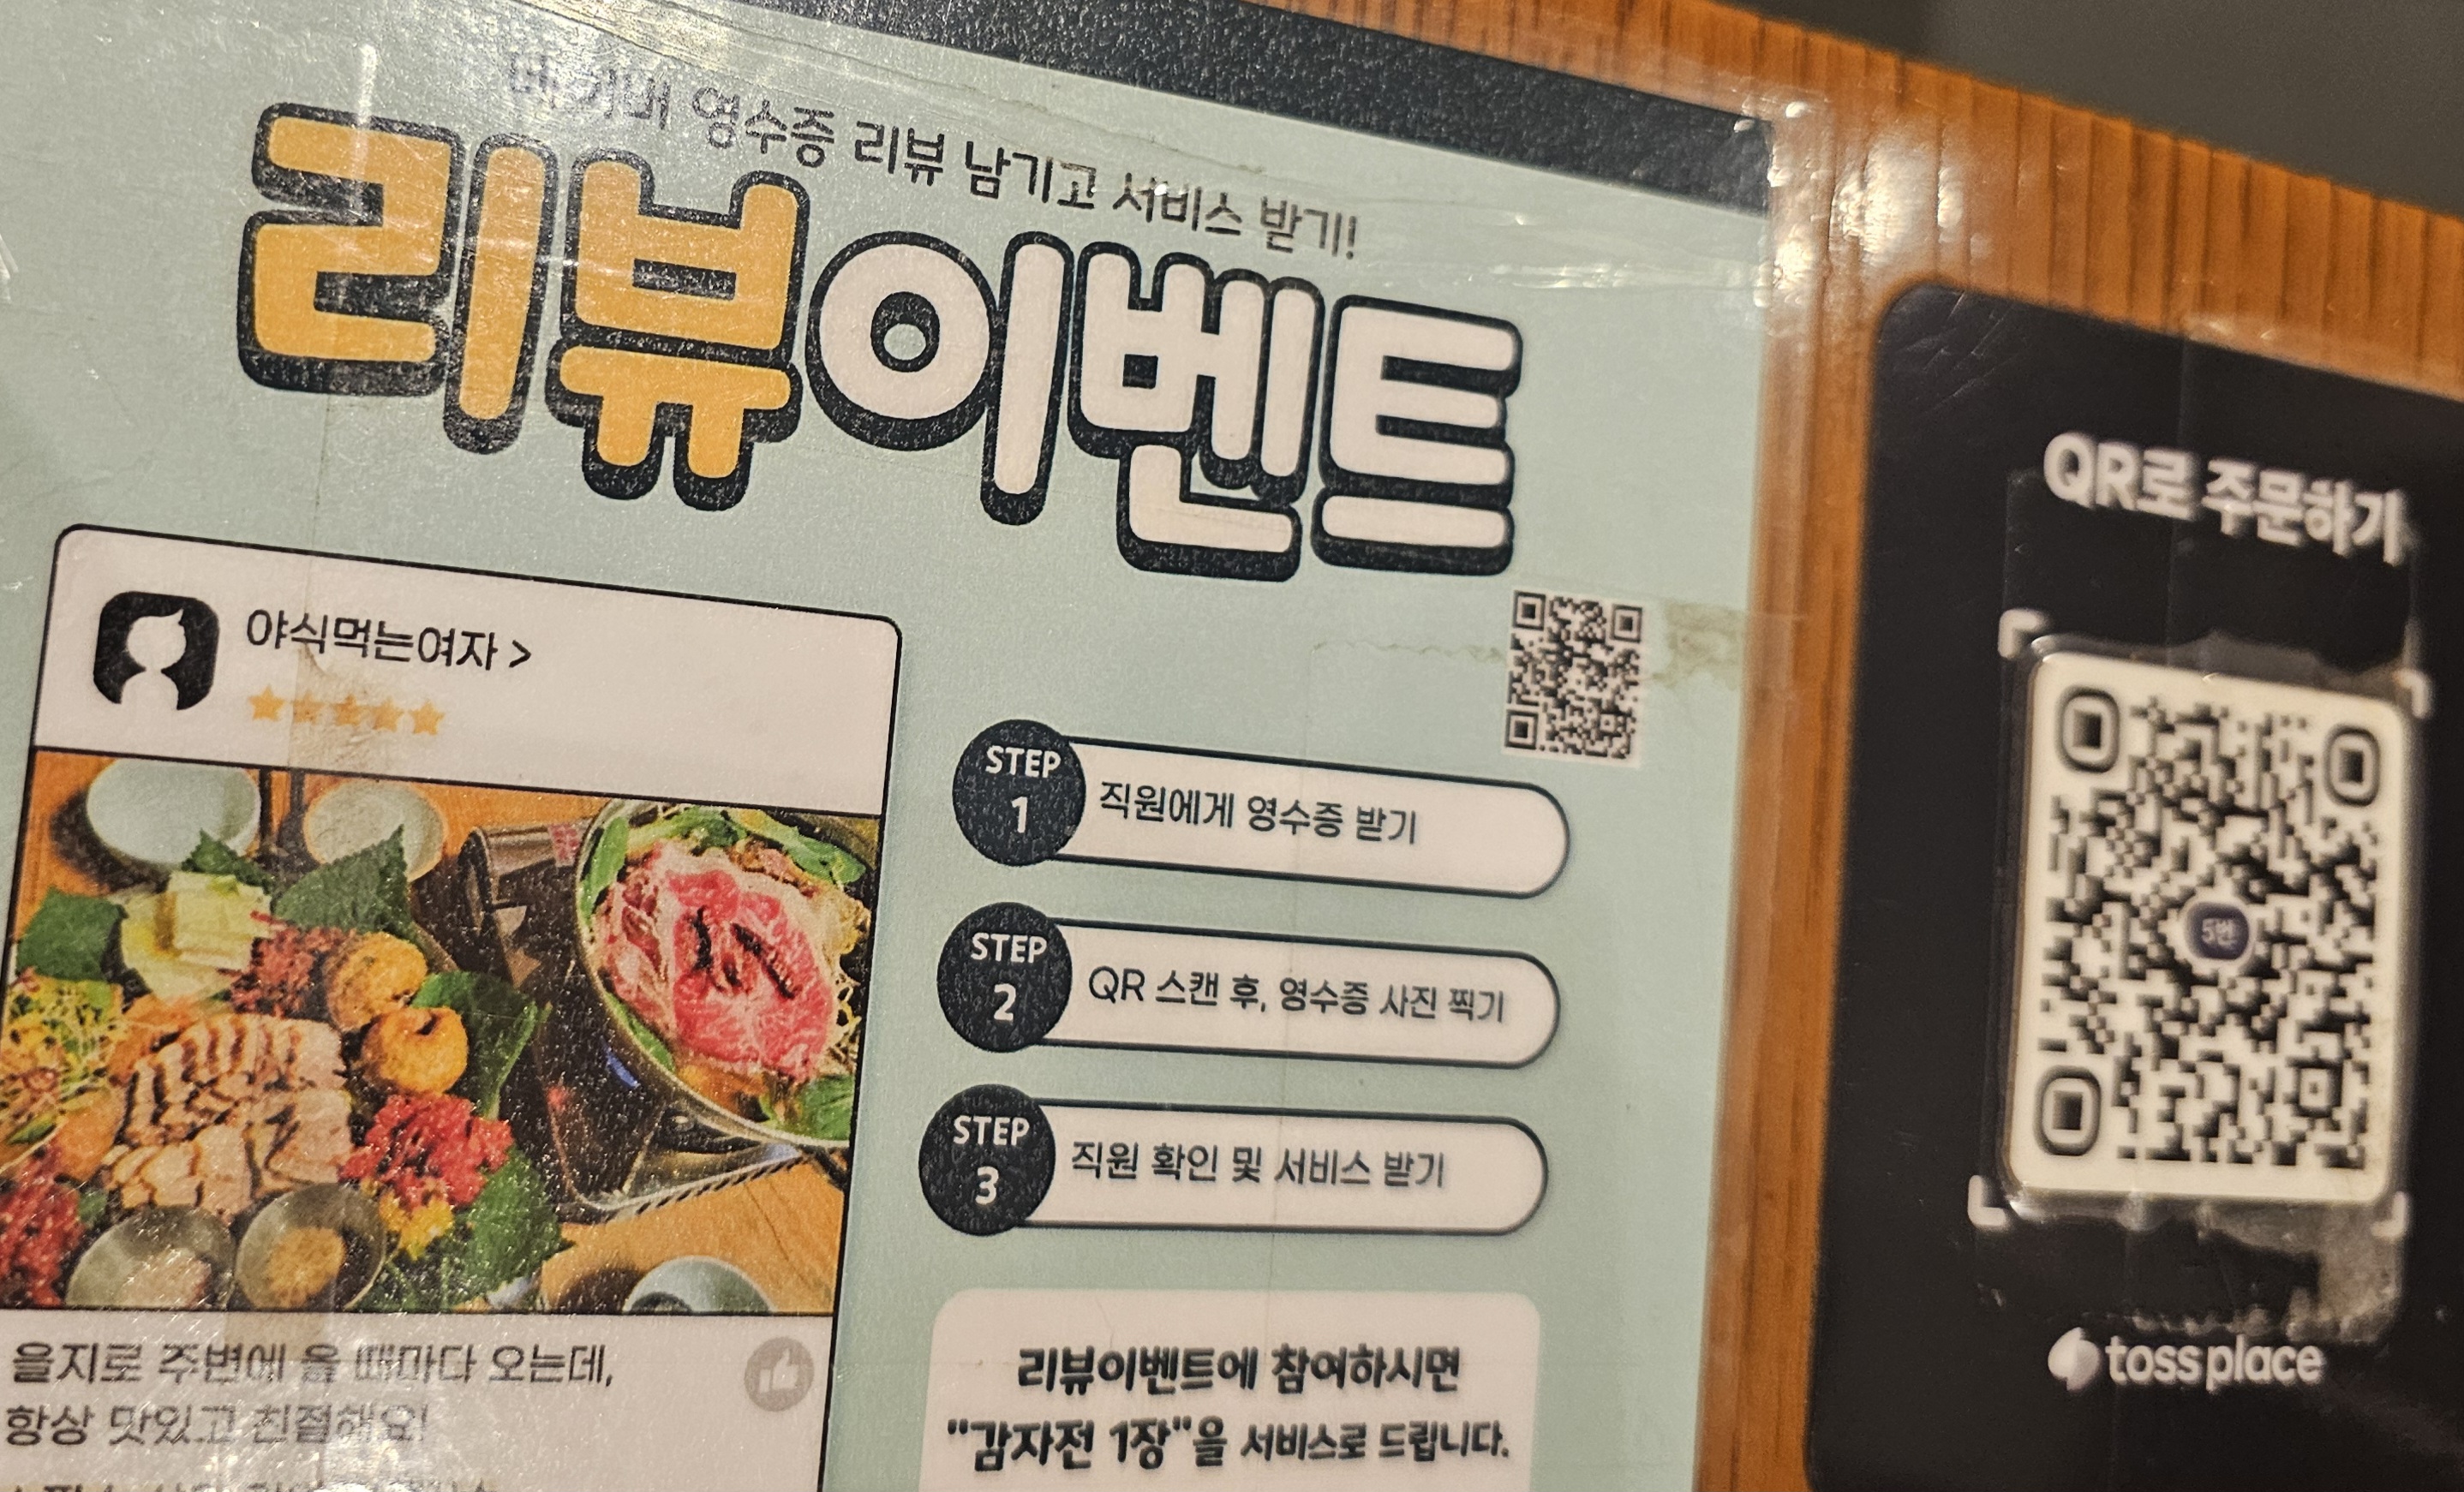 네이버 영수증 리뷰 남기고 서비스 받기!
리뷰이벤트
야식먹는여자 >
STEP 1
직원에게 영수증 받기
STEP 2
QR 스캔 후, 영수증 사진 찍기
STEP 3
직원 확인 및 서비스 받기
을지로 주변에 올 때마다 오는데,
항상 맛있고 친절해요!
리뷰이벤트에 참여하시면
"감자전 1장"을 서비스로 드립니다.
QR로 주문하기
5번
toss place